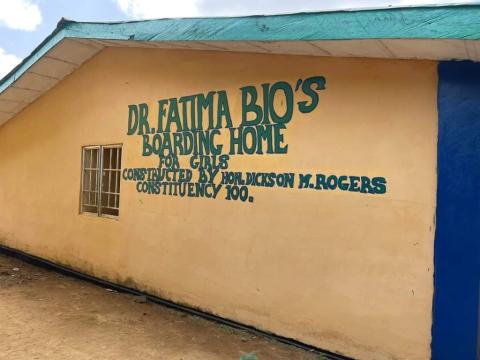 DR. FATIMA BIO'S
BOARDING HOME
FOR GIRLS
CONSTRUCTED BY HON. DICKSON M. ROGERS
CONSTITUENCY 100.